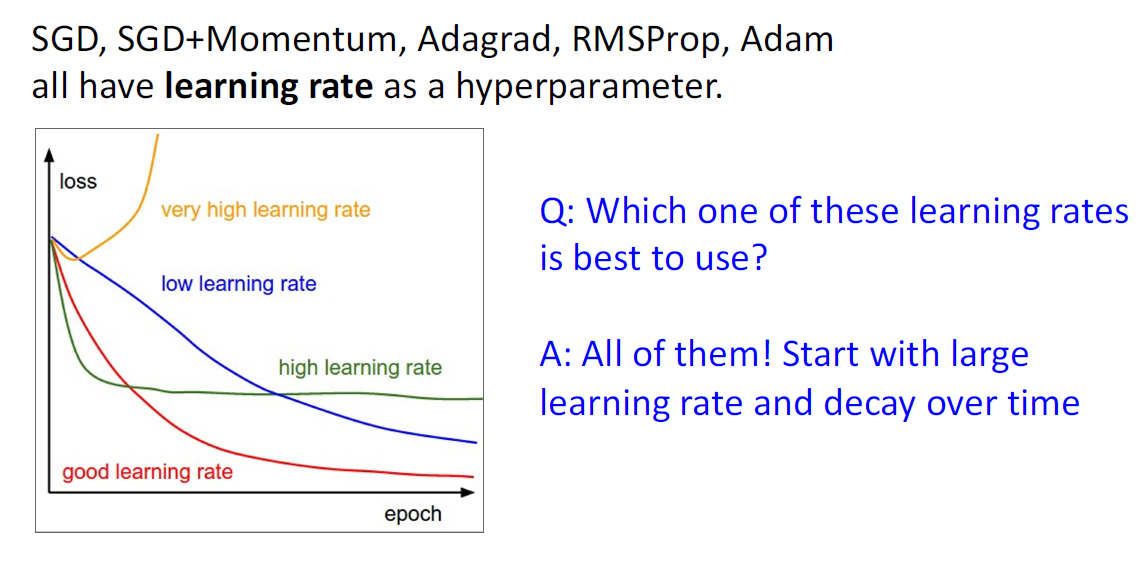 SGD, SGD+Momentum, Adagrad, RMSProp, Adam
all have learning rate as a hyperparameter.
loss
very high learning rate
low learning rate
high learning rate
good learning rate
epoch
Q: Which one of these learning rates
is best to use?
A: All of them! Start with large
learning rate and decay over time